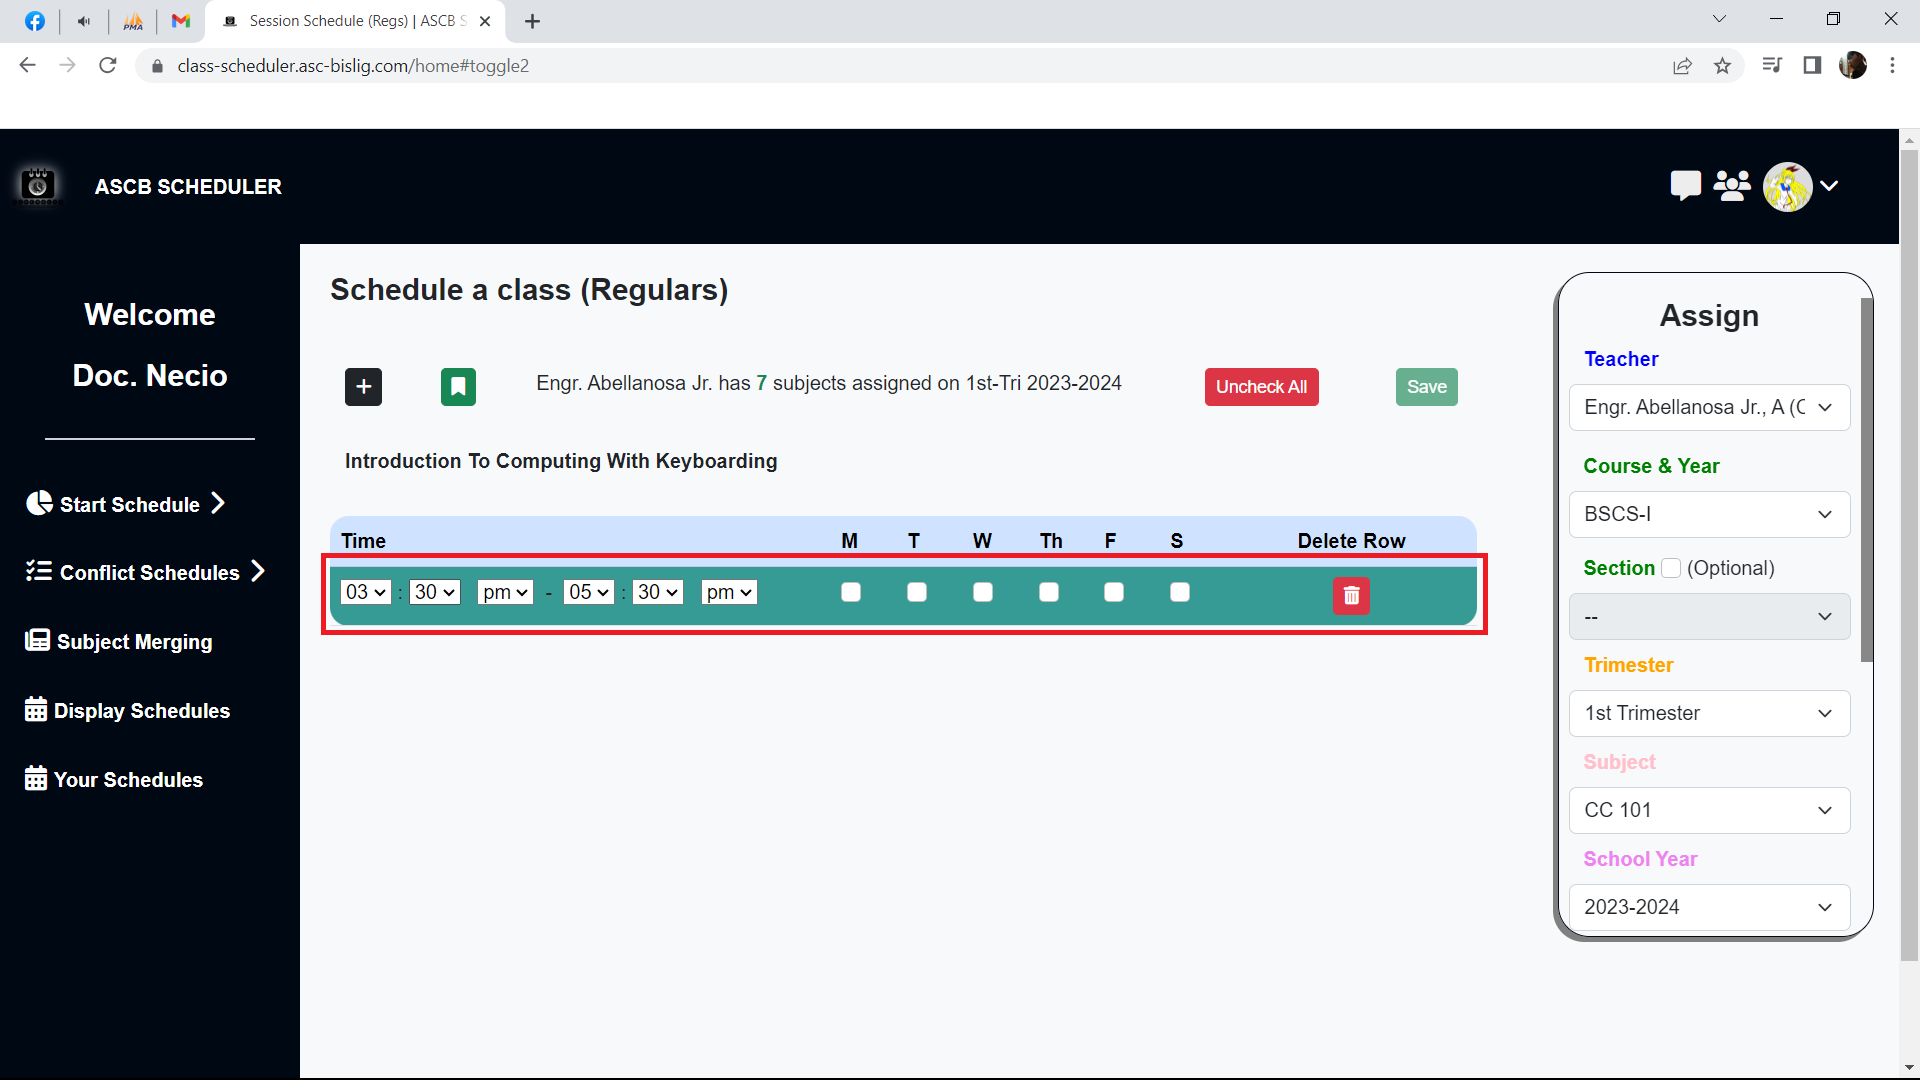 PMA
Session Schedule (Regs) | ASCB S
class-scheduler.asc-bislig.com/home#toggle2
ASCB SCHEDULER
Welcome
Doc. Necio
Start Schedule
Conflict Schedules
Subject Merging
Display Schedules
Your Schedules
Schedule a class (Regulars)
+ Engr. Abellanosa Jr. has 7 subjects assigned on 1st-Tri 2023-2024 Uncheck All Save
Introduction To Computing With Keyboarding
Time M T W Th F S Delete Row
03 : 30 pm - 05 : 30 pm
Assign
Teacher
Engr. Abellanosa Jr., A (C
Course & Year
BSCS-I
Section (Optional)
--
Trimester
1st Trimester
Subject
CC 101
School Year
2023-2024